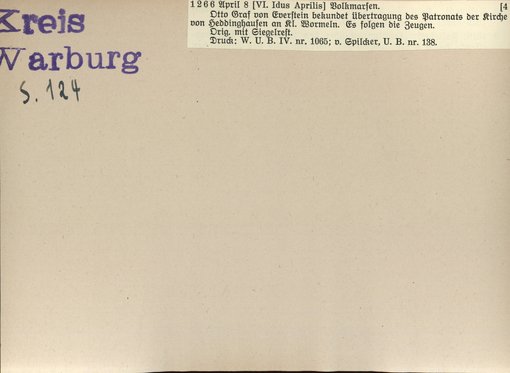 Kreis
Warburg
S. 124
1266 April 8 [VI. Idus Aprilis] Volkmarsen. [4
Otto Graf von Everstein bekundet Übertragung des Patronats der Kirche
von Heddinghausen an Kl. Wormeln. Es folgen die Zeugen.
Orig. mit Siegelrest.
Druck: W. U. B. IV. nr. 1065; v. Spilcker, U. B. nr. 138.